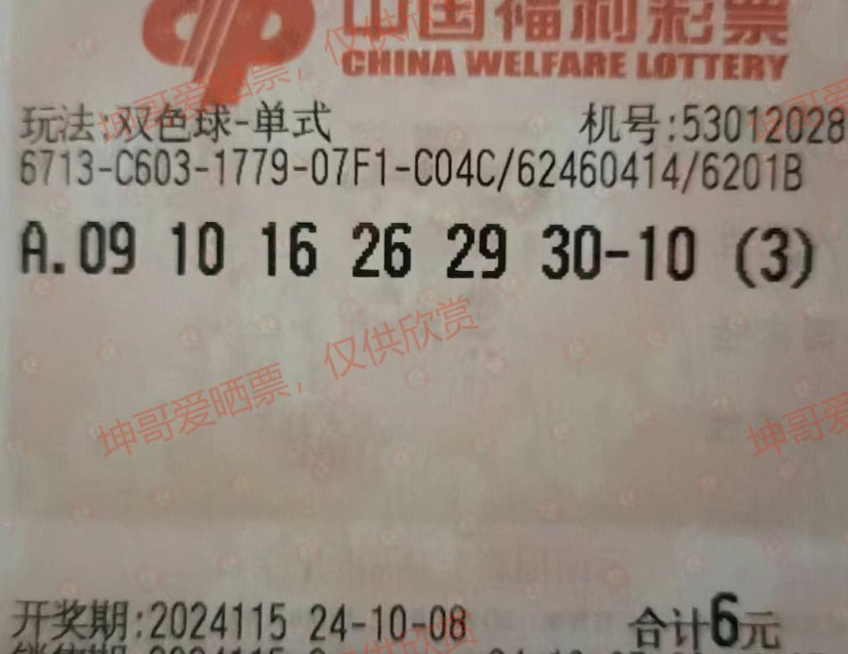 中国福利彩票
CHINA WELFARE LOTTERY
玩法:双色球-单式 机号:53012028
6713-C603-1779-07F1-C04C/62460414/6201B
A.09 10 16 26 29 30-10 (3)
坤哥爱晒票，仅供欣赏
坤哥爱晒票，仅供欣赏
坤哥爱
开奖期:2024115 24-10-08 合计6元